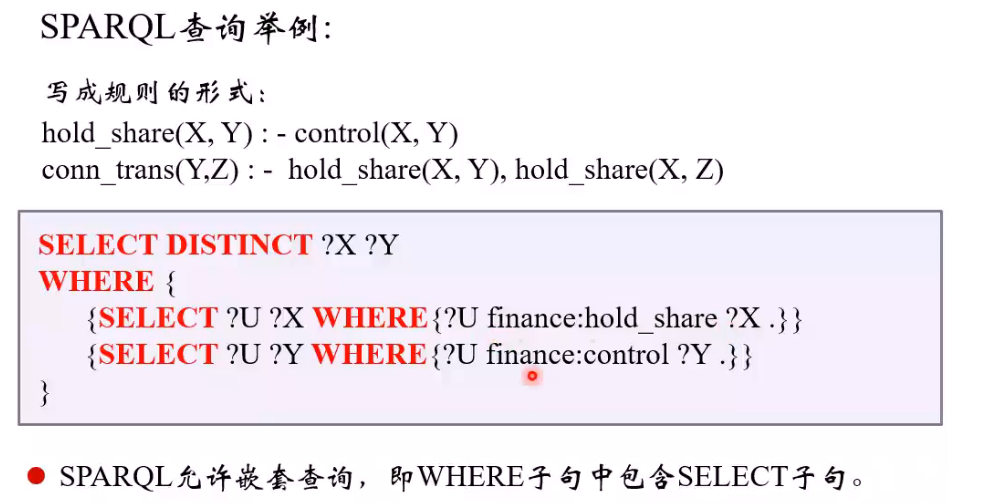 SPARQL查询举例:
写成规则的形式:
hold_share(X, Y) : - control(X, Y)
conn_trans(Y,Z) : - hold_share(X, Y), hold_share(X, Z)
SELECT DISTINCT ?X ?Y
WHERE {
{SELECT ?U ?X WHERE{?U finance:hold_share ?X .}}
{SELECT ?U ?Y WHERE{?U finance:control ?Y .}}
}
SPARQL允许嵌套查询，即WHERE子句中包含SELECT子句。